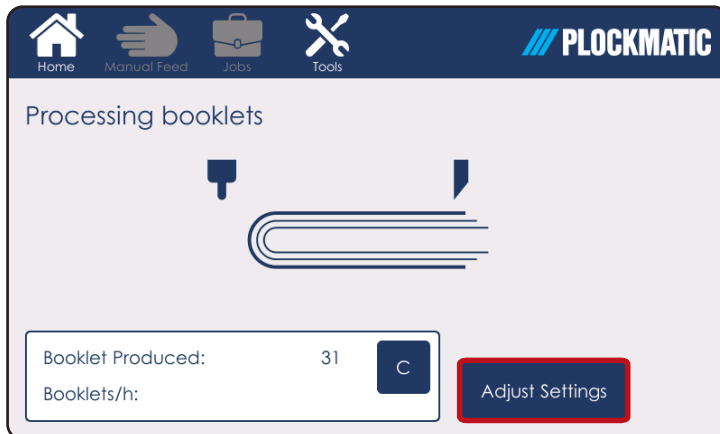 Home Manual Feed Jobs Tools PLOCKMATIC
Processing booklets
Booklet Produced: 31 C
Booklets/h:
Adjust Settings